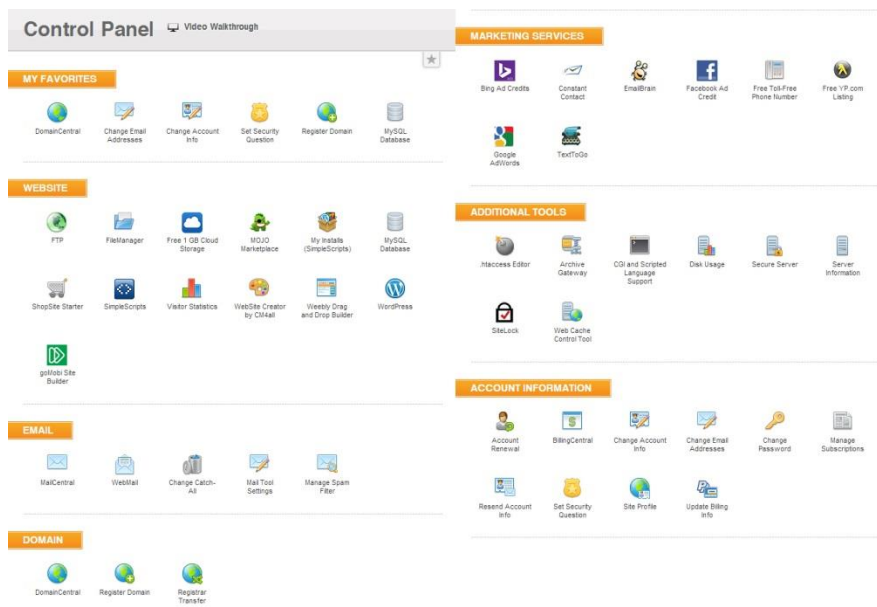 Control Panel Video Walkthrough
MY FAVORITES
DomainCentral
Change Email
Addresses
Change Account
Info
Set Security
Question
Register Domain
MySQL
Database
WEBSITE
FTP
FileManager
Free 1 GB Cloud
Storage
MOJO
Marketplace
My Installs
(SimpleScripts)
MySQL
Database
ShopSite Starter
SimpleScripts
Visitor Statistics
WebSite Creator
by CM4all
Weebly Drag
and Drop Builder
WordPress
goMobi Site
Builder
EMAIL
MailCentral
WebMail
Change Catch-
All
Mail Tool
Settings
Manage Spam
Filter
DOMAIN
DomainCentral
Register Domain
Registrar
Transfer
MARKETING SERVICES
Bing Ad Credits
Constant
Contact
EmailBrain
Facebook Ad
Credit
Free Toll-Free
Phone Number
Free YP.com
Listing
Google
AdWords
TextToGo
ADDITIONAL TOOLS
.htaccess Editor
Archive
Gateway
CGI and Scripted
Language
Support
Disk Usage
Secure Server
Server
Information
SiteLock
Web Cache
Control Tool
ACCOUNT INFORMATION
Account
Renewal
BillingCentral
Change Account
Info
Change Email
Addresses
Change
Password
Manage
Subscriptions
Resend Account
Info
Set Security
Question
Site Profile
Update Billing
Info